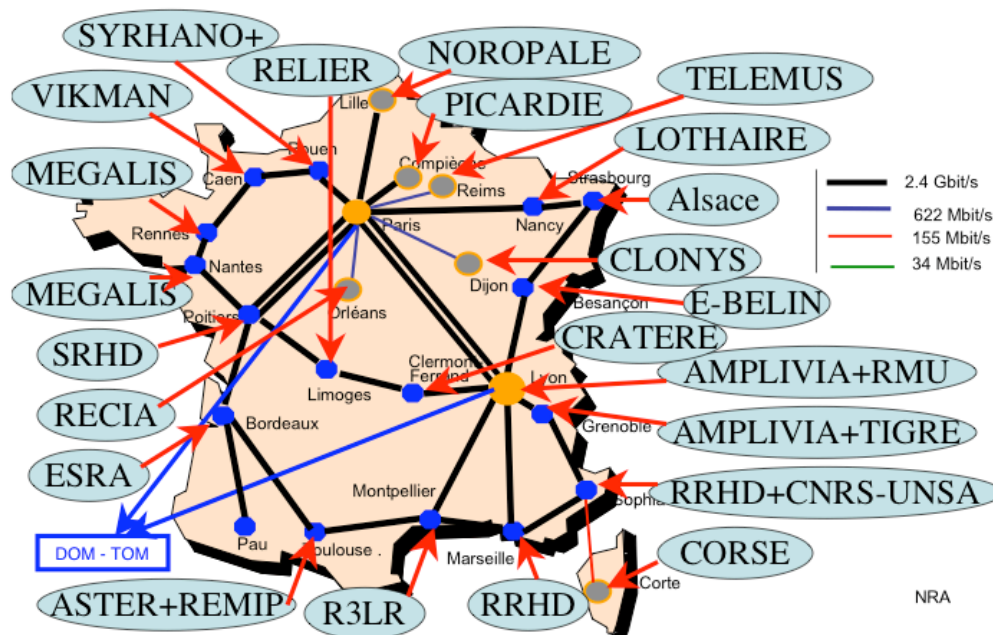 SYRHANO+
RELIER
NOROPALE
TELEMUS
VIKMAN
Lille
PICARDIE
LOTHAIRE
Rouen
Compiègne
MEGALIS
Caen
Reims
Strasbourg
2.4 Gbit/s
Paris
Nancy
Alsace
622 Mbit/s
Rennes
155 Mbit/s
Nantes
CLONYS
34 Mbit/s
MEGALIS
Dijon
Poitiers
Orléans
Besançon
E-BELIN
SRHD
CRATERE
Clermont
Ferrand
Lyon
AMPLIVIA+RMU
Limoges
RECIA
Bordeaux
Grenoble
AMPLIVIA+TIGRE
ESRA
Montpellier
Sophia
RRHD+CNRS-UNSA
DOM - TOM
Pau
Toulouse .
Marseille
CORSE
Corte
ASTER+REMIP
R3LR
RRHD
NRA